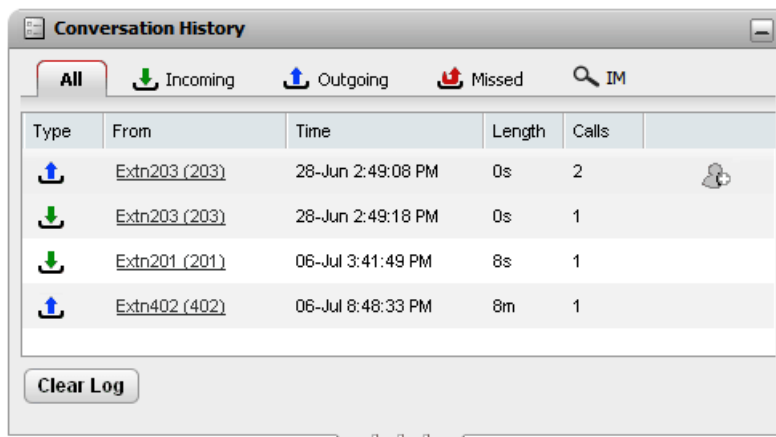 Conversation History
All Incoming Outgoing Missed IM
Type From Time Length Calls
Extn203 (203) 28-Jun 2:49:08 PM 0s 2
Extn203 (203) 28-Jun 2:49:18 PM 0s 1
Extn201 (201) 06-Jul 3:41:49 PM 8s 1
Extn402 (402) 06-Jul 8:48:33 PM 8m 1
Clear Log